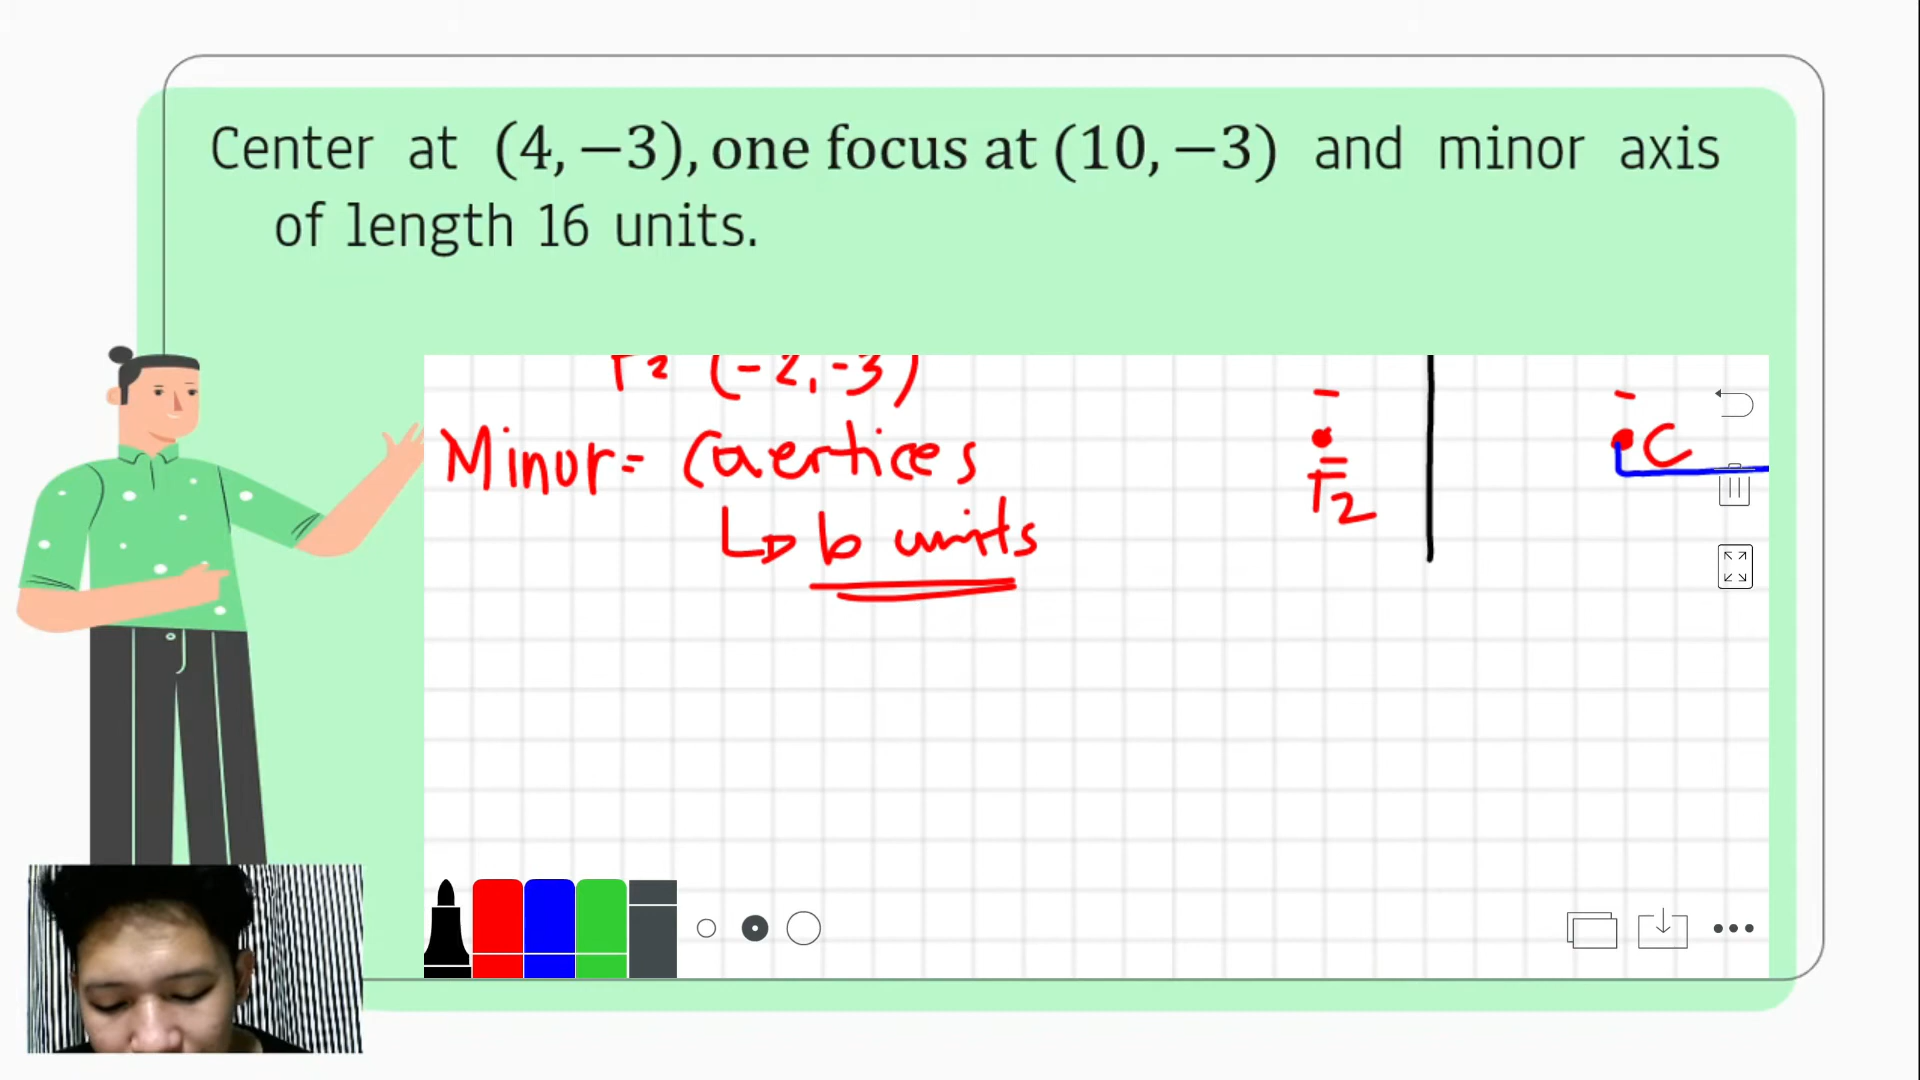 Center at (4, −3), one focus at (10, −3) and minor axis
of length 16 units.
F2 (-2,-3)
Minor = Covertices
↳ b units
C
F2